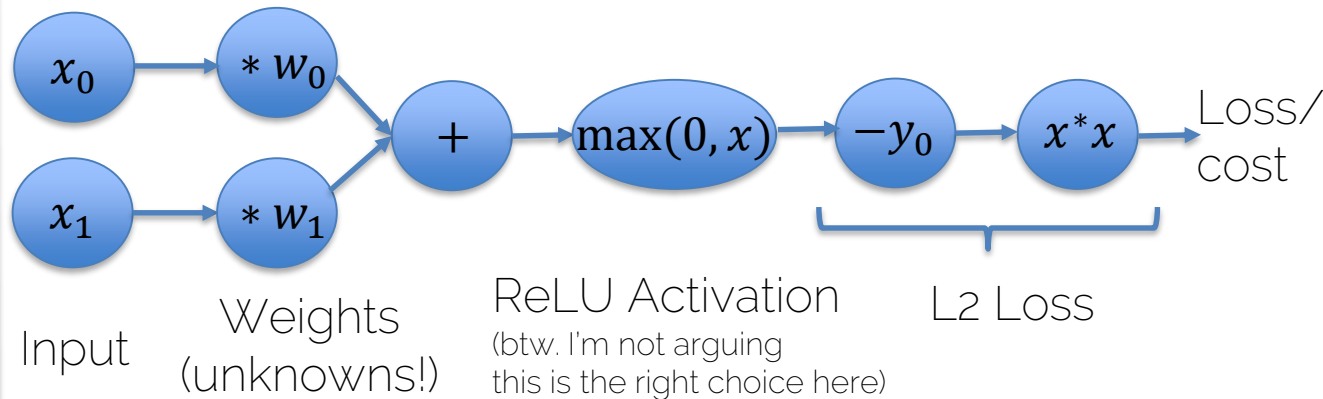 x₀
* w₀
+
max(0, x)
−y₀
x*x
Loss/
cost
x₁
* w₁
Input
Weights
(unknowns!)
ReLU Activation
(btw. I'm not arguing
this is the right choice here)
L2 Loss